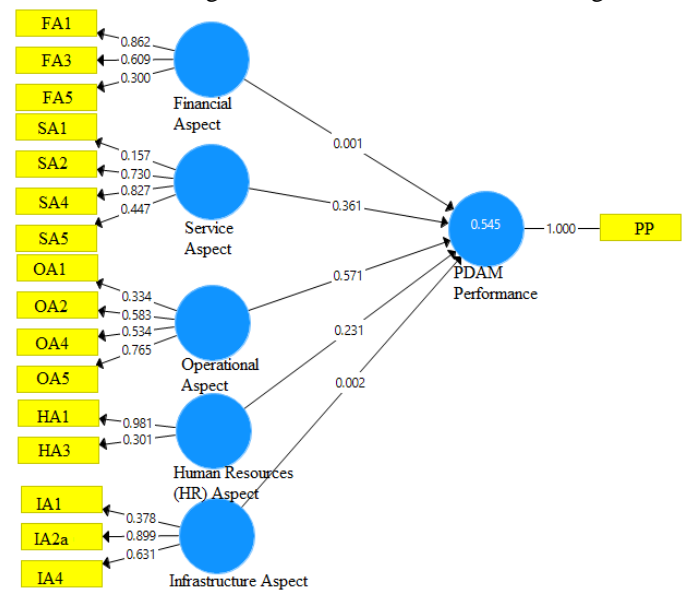 FA1
0.862
FA3
0.609
FA5
0.300
Financial
Aspect
SA1
0.157
SA2
0.730
SA4
0.827
SA5
0.447
Service
Aspect
OA1
0.334
OA2
0.583
OA4
0.534
OA5
0.765
Operational
Aspect
HA1
0.981
HA3
0.301
Human Resources
(HR) Aspect
IA1
0.378
IA2a
0.899
IA4
0.631
Infrastructure Aspect
0.001
0.361
0.571
0.231
0.002
0.545
PDAM
Performance
1.000
PP